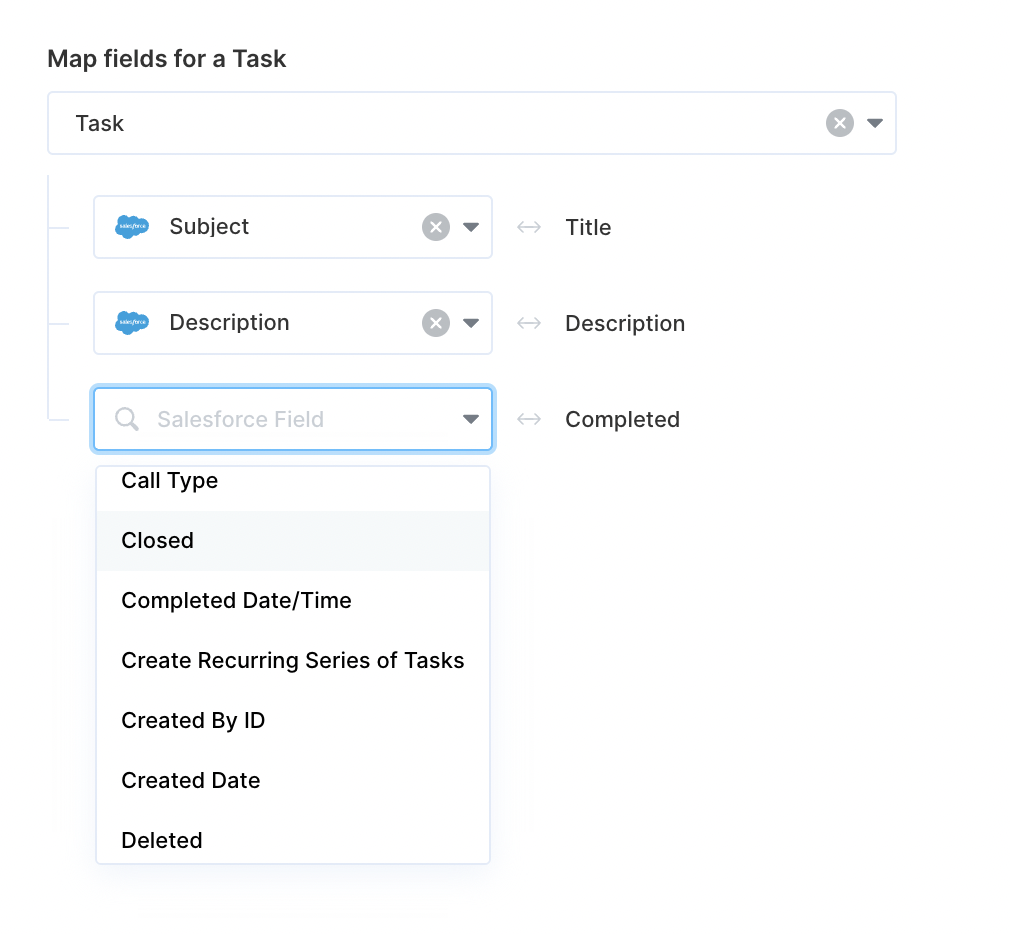 Map fields for a Task
Task
salesforce Subject Title
salesforce Description Description
Salesforce Field Completed
Call Type
Closed
Completed Date/Time
Create Recurring Series of Tasks
Created By ID
Created Date
Deleted